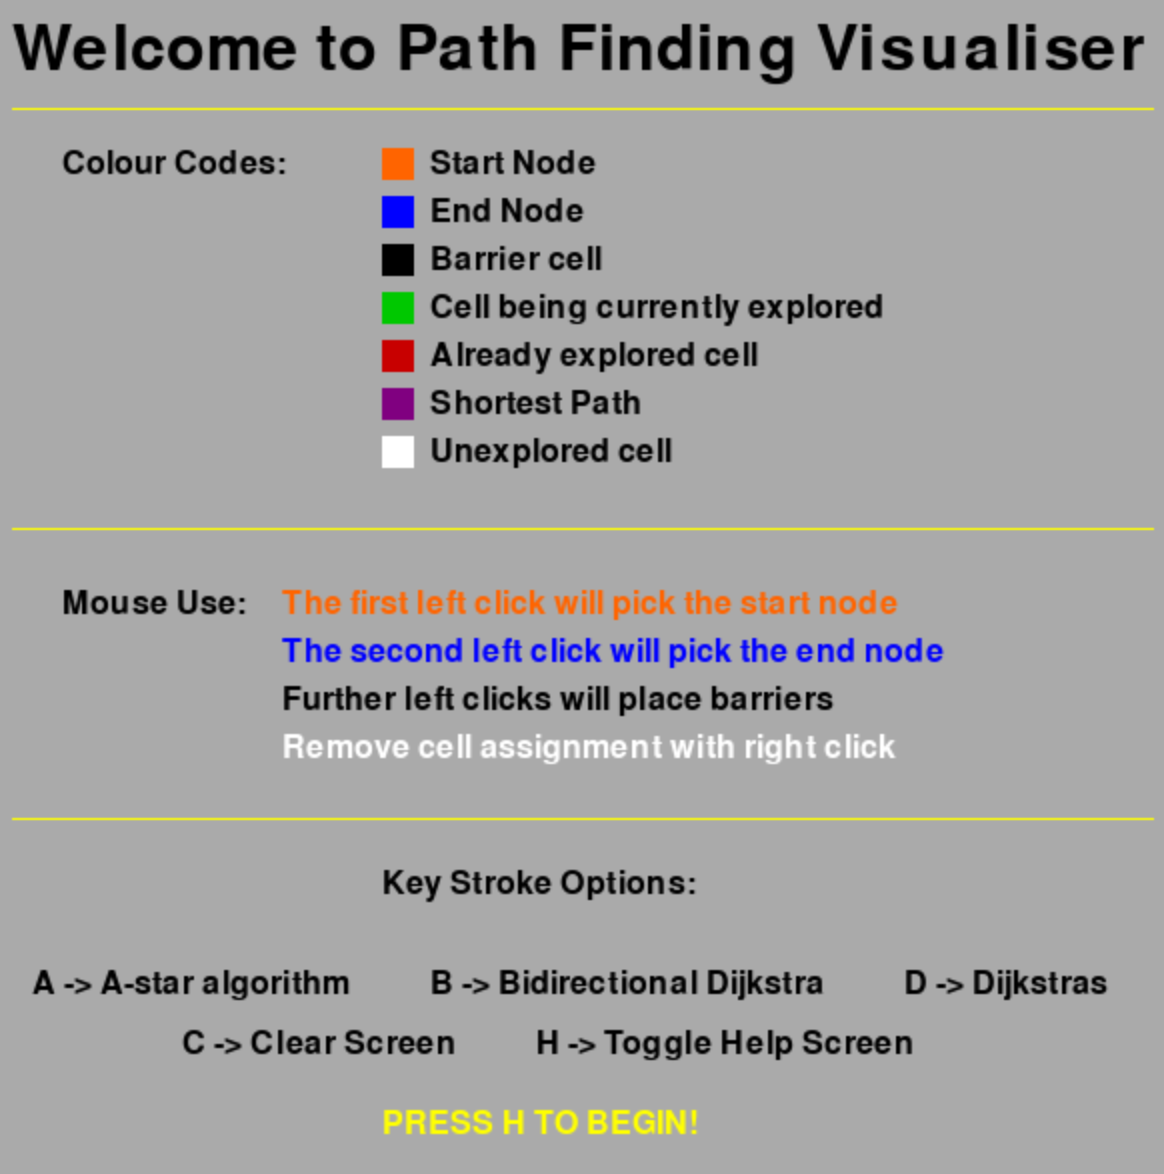 Welcome to Path Finding Visualiser
Colour Codes: Start Node
End Node
Barrier cell
Cell being currently explored
Already explored cell
Shortest Path
Unexplored cell
Mouse Use: The first left click will pick the start node
The second left click will pick the end node
Further left clicks will place barriers
Remove cell assignment with right click
Key Stroke Options:
A -> A-star algorithm B -> Bidirectional Dijkstra D -> Dijkstras
C -> Clear Screen H -> Toggle Help Screen
PRESS H TO BEGIN!